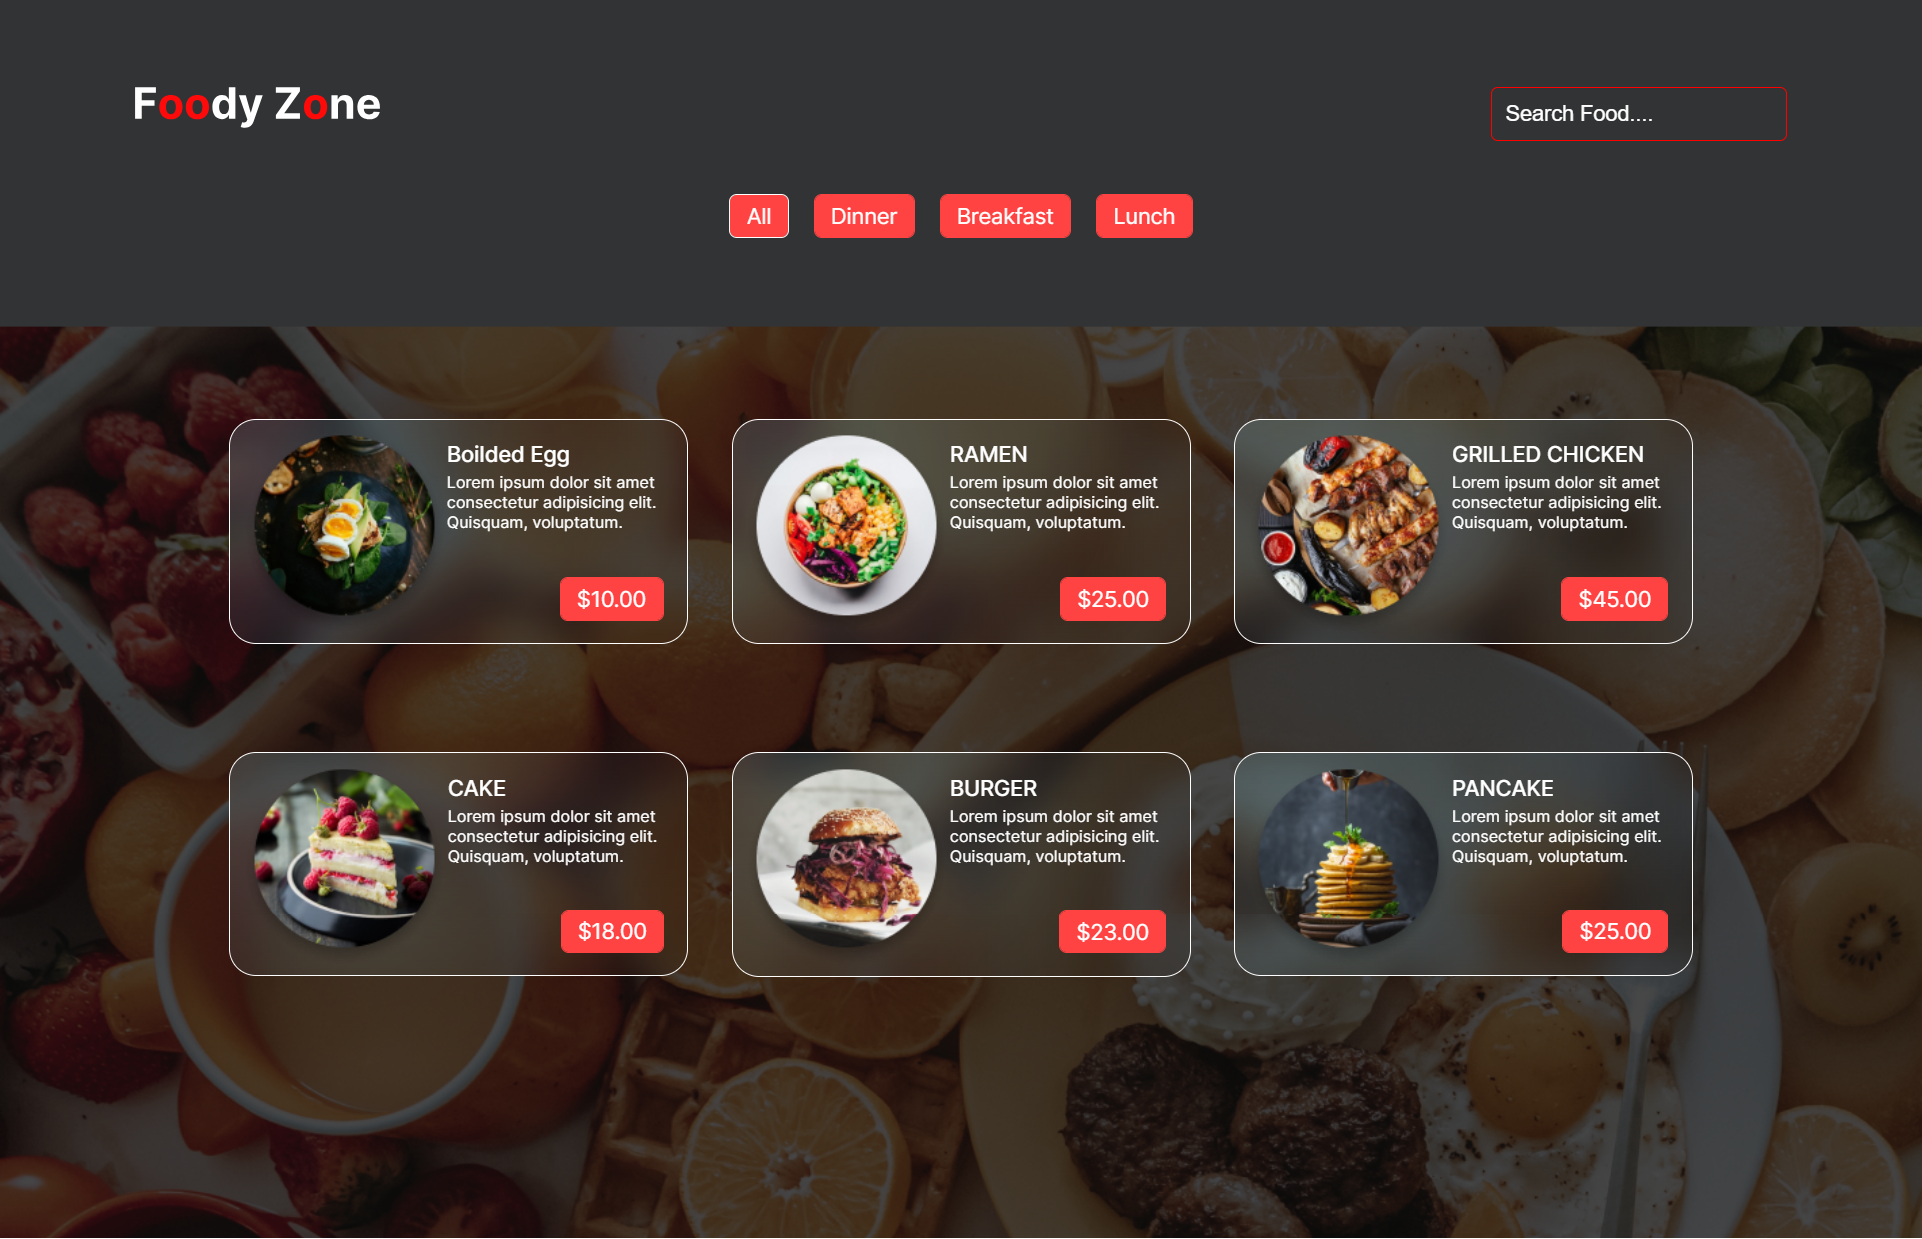 Foody Zone
Search Food....
All
Dinner
Breakfast
Lunch
Boilded Egg
Lorem ipsum dolor sit amet
consectetur adipisicing elit.
Quisquam, voluptatum.
$10.00
RAMEN
Lorem ipsum dolor sit amet
consectetur adipisicing elit.
Quisquam, voluptatum.
$25.00
GRILLED CHICKEN
Lorem ipsum dolor sit amet
consectetur adipisicing elit.
Quisquam, voluptatum.
$45.00
CAKE
Lorem ipsum dolor sit amet
consectetur adipisicing elit.
Quisquam, voluptatum.
$18.00
BURGER
Lorem ipsum dolor sit amet
consectetur adipisicing elit.
Quisquam, voluptatum.
$23.00
PANCAKE
Lorem ipsum dolor sit amet
consectetur adipisicing elit.
Quisquam, voluptatum.
$25.00